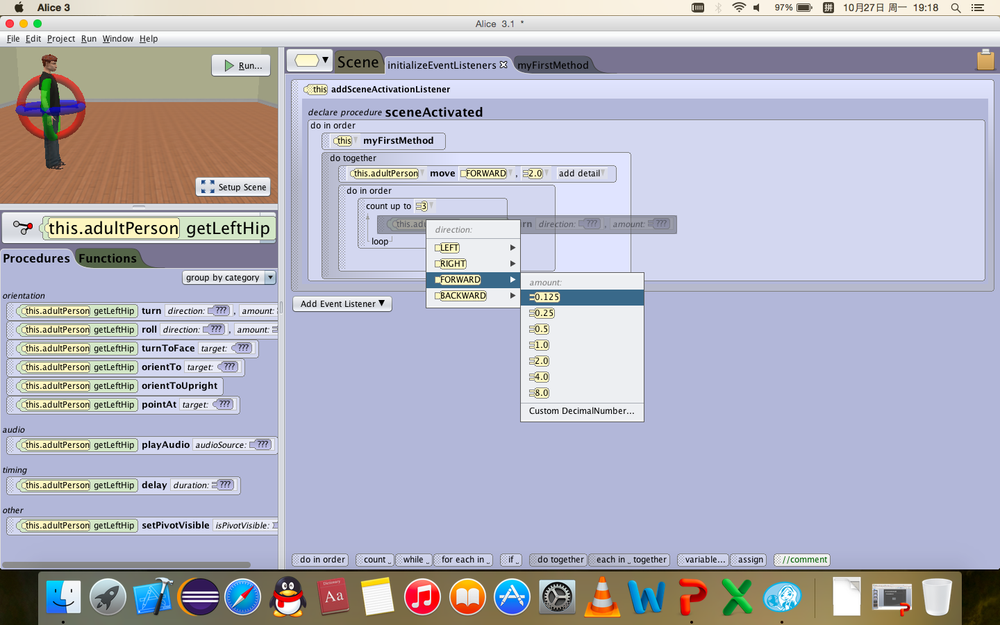 Alice 3
97%
拼
10月27日 周一 19:18
Alice 3.1 *
File Edit Project Run Window Help
Run...
Setup Scene
this.adultPerson getLeftHip
Procedures Functions
group by category
orientation
this.adultPerson getLeftHip turn direction: ???, amount:
this.adultPerson getLeftHip roll direction: ???, amount:
this.adultPerson getLeftHip turnToFace target: ???
this.adultPerson getLeftHip orientTo target: ???
this.adultPerson getLeftHip orientToUpright
this.adultPerson getLeftHip pointAt target: ???
audio
this.adultPerson getLeftHip playAudio audioSource: ???
timing
this.adultPerson getLeftHip delay duration: ???
other
this.adultPerson getLeftHip setPivotVisible isPivotVisible:
Scene initializeEventListeners myFirstMethod
this addSceneActivationListener
declare procedure sceneActivated
do in order
this myFirstMethod
do together
this.adultPerson move FORWARD, 2.0 add detail
do in order
count up to 3
direction: ???, amount: ???
loop
direction:
LEFT
RIGHT
FORWARD
BACKWARD
amount:
0.125
0.25
0.5
1.0
2.0
4.0
8.0
Custom DecimalNumber...
Add Event Listener
do in order count _ while _ for each in _ if _ do together each in _ together variable... assign //comment
Dictionary
Aa